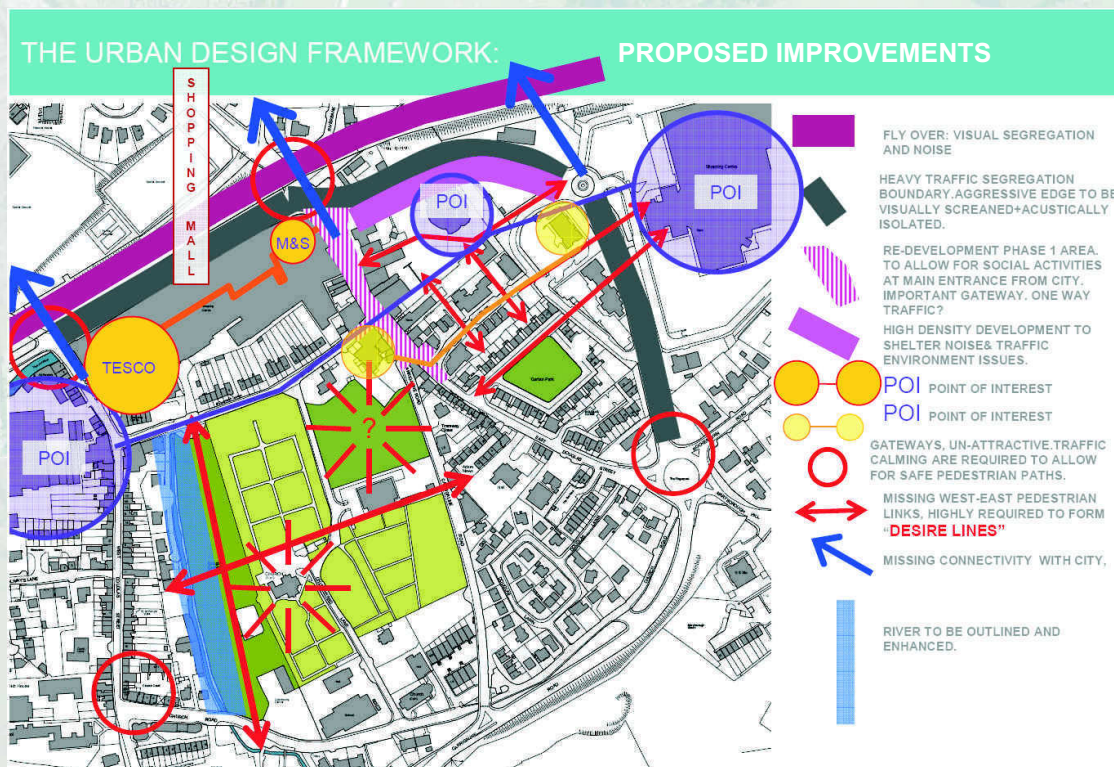 THE URBAN DESIGN FRAMEWORK: PROPOSED IMPROVEMENTS
SHOPPING MALL
POI
POI
M&S
TESCO
POI
?
FLY OVER: VISUAL SEGREGATION
AND NOISE
HEAVY TRAFFIC SEGREGATION
BOUNDARY.AGGRESSIVE EDGE TO BE
VISUALLY SCREANED+ACUSTICALLY
ISOLATED.
RE-DEVELOPMENT PHASE 1 AREA.
TO ALLOW FOR SOCIAL ACTIVITIES
AT MAIN ENTRANCE FROM CITY.
IMPORTANT GATEWAY. ONE WAY
TRAFFIC?
HIGH DENSITY DEVELOPMENT TO
SHELTER NOISE& TRAFFIC
ENVIRONMENT ISSUES.
POI POINT OF INTEREST
POI POINT OF INTEREST
GATEWAYS, UN-ATTRACTIVE.TRAFFIC
CALMING ARE REQUIRED TO ALLOW
FOR SAFE PEDESTRIAN PATHS.
MISSING WEST-EAST PEDESTRIAN
LINKS, HIGHLY REQUIRED TO FORM
"DESIRE LINES"
MISSING CONNECTIVITY WITH CITY,
RIVER TO BE OUTLINED AND
ENHANCED.
STREET
ROAD